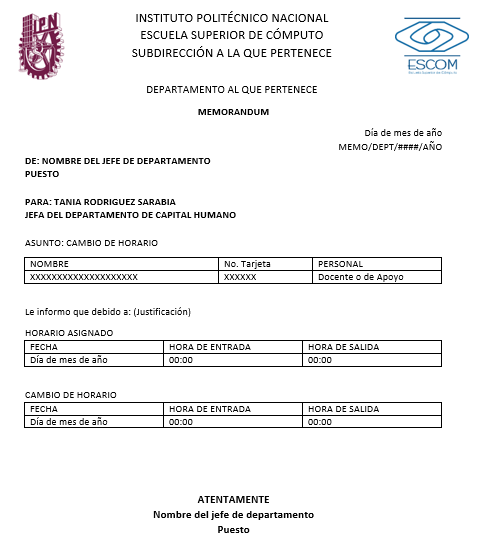 IPN
INSTITUTO POLITÉCNICO NACIONAL
ESCUELA SUPERIOR DE CÓMPUTO
SUBDIRECCIÓN A LA QUE PERTENECE
ESCOM
Escuela Superior de Cómputo
DEPARTAMENTO AL QUE PERTENECE
MEMORANDUM
Día de mes de año
MEMO/DEPT/####/AÑO
DE: NOMBRE DEL JEFE DE DEPARTAMENTO
PUESTO
PARA: TANIA RODRIGUEZ SARABIA
JEFA DEL DEPARTAMENTO DE CAPITAL HUMANO
ASUNTO: CAMBIO DE HORARIO
NOMBRE No. Tarjeta PERSONAL
XXXXXXXXXXXXXXXXXXXX XXXXXX Docente o de Apoyo
Le informo que debido a: (Justificación)
HORARIO ASIGNADO
FECHA HORA DE ENTRADA HORA DE SALIDA
Día de mes de año 00:00 00:00
CAMBIO DE HORARIO
FECHA HORA DE ENTRADA HORA DE SALIDA
Día de mes de año 00:00 00:00
ATENTAMENTE
Nombre del jefe de departamento
Puesto